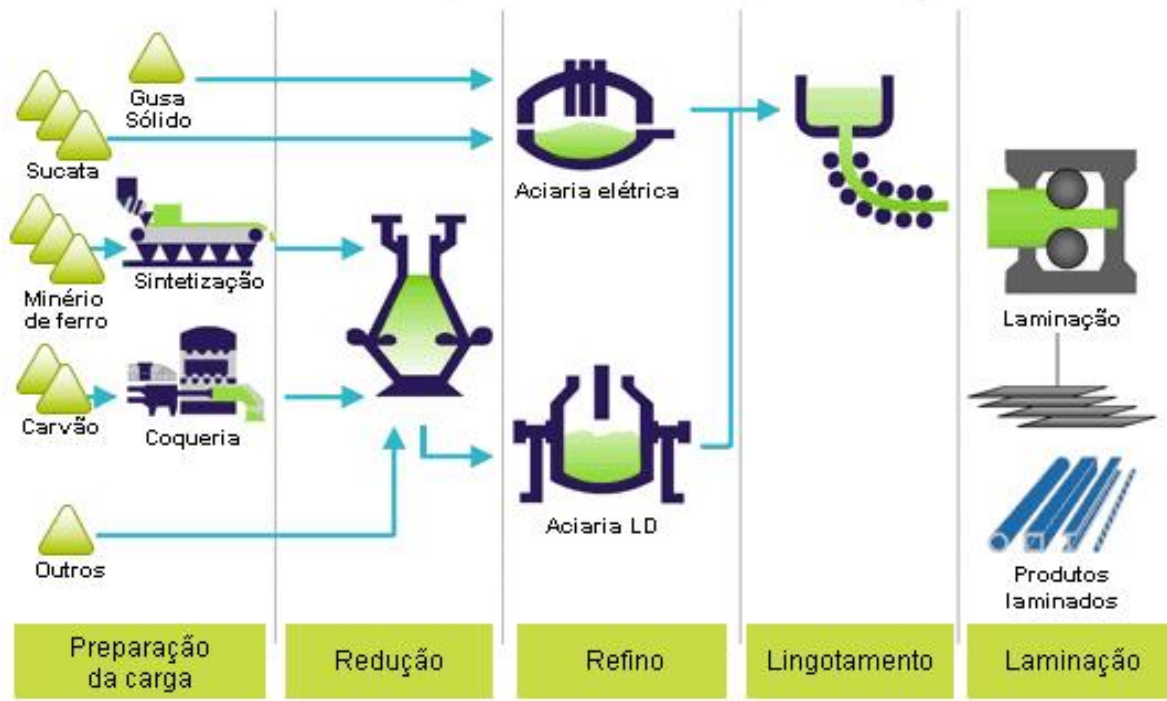 Gusa
Sólido
Sucata
Aciaria elétrica
Sintetização
Minério
de ferro
Laminação
Carvão
Coqueria
Aciaria LD
Outros
Produtos
laminados
Preparação
da carga
Redução
Refino
Lingotamento
Laminação